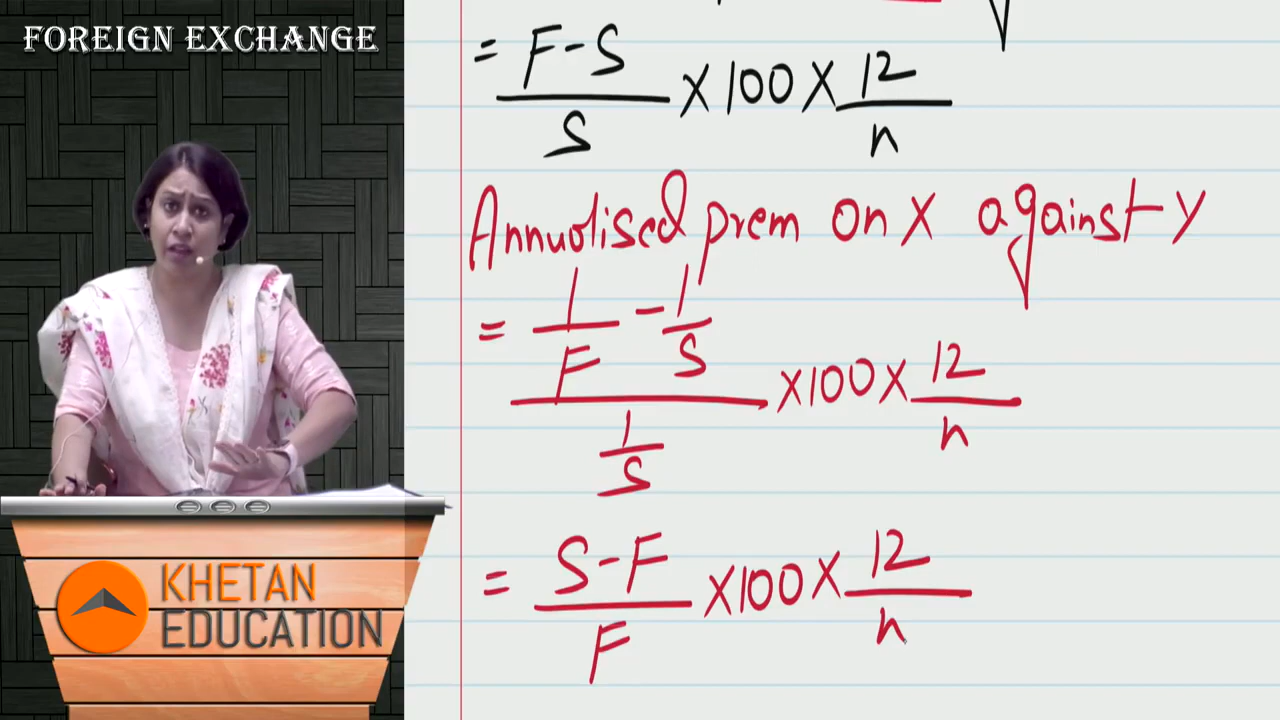 FOREIGN EXCHANGE
= F-S / S × 100 × 12 / n
Annualised prem on X against Y
= (1/F - 1/S) / (1/S) × 100 × 12 / n
= S-F / F × 100 × 12 / n
KHETAN
EDUCATION